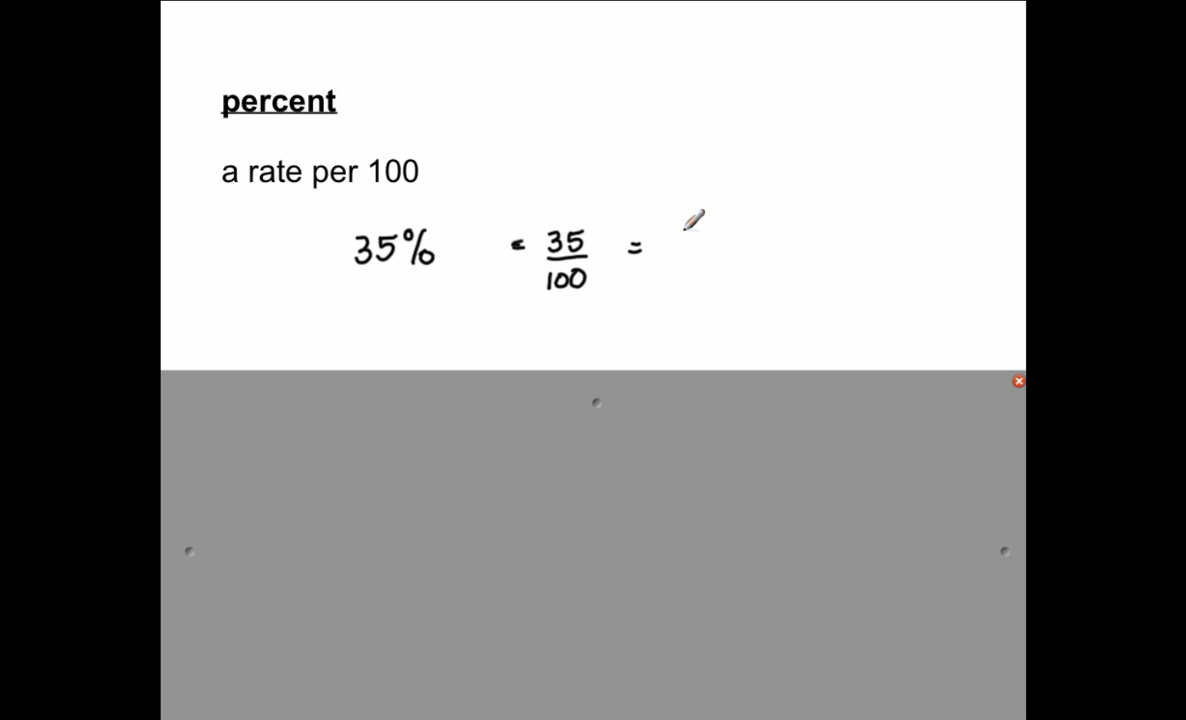 percent
a rate per 100
35% = 35/100 =